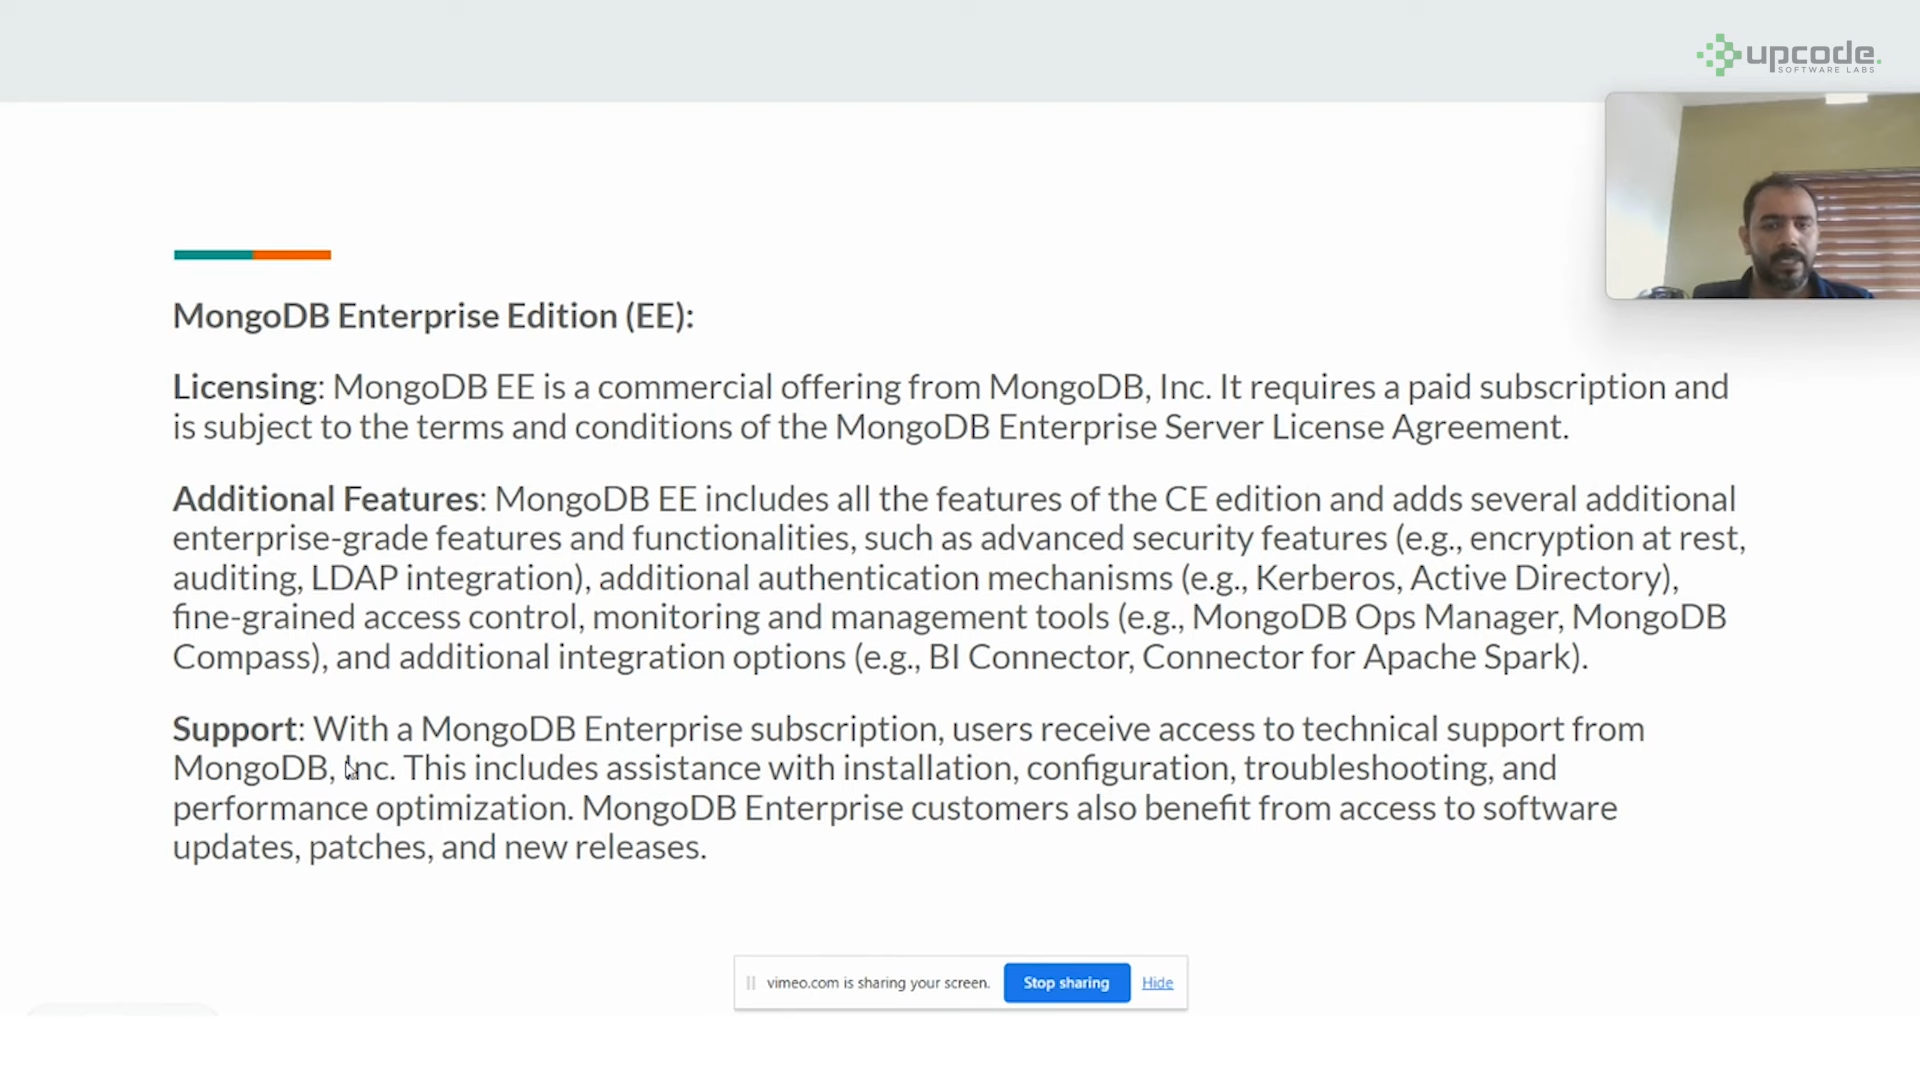 upcode.
SOFTWARE LABS
MongoDB Enterprise Edition (EE):
Licensing: MongoDB EE is a commercial offering from MongoDB, Inc. It requires a paid subscription and
is subject to the terms and conditions of the MongoDB Enterprise Server License Agreement.
Additional Features: MongoDB EE includes all the features of the CE edition and adds several additional
enterprise-grade features and functionalities, such as advanced security features (e.g., encryption at rest,
auditing, LDAP integration), additional authentication mechanisms (e.g., Kerberos, Active Directory),
fine-grained access control, monitoring and management tools (e.g., MongoDB Ops Manager, MongoDB
Compass), and additional integration options (e.g., BI Connector, Connector for Apache Spark).
Support: With a MongoDB Enterprise subscription, users receive access to technical support from
MongoDB, Inc. This includes assistance with installation, configuration, troubleshooting, and
performance optimization. MongoDB Enterprise customers also benefit from access to software
updates, patches, and new releases.
vimeo.com is sharing your screen. Stop sharing Hide